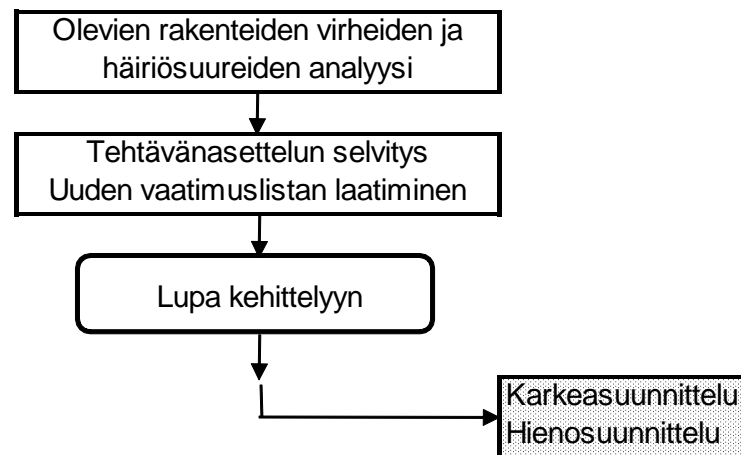 Olevien rakenteiden virheiden ja
häiriösuureiden analyysi
Tehtävänasettelun selvitys
Uuden vaatimuslistan laatiminen
Lupa kehittelyyn
Karkeasuunnittelu
Hienosuunnittelu